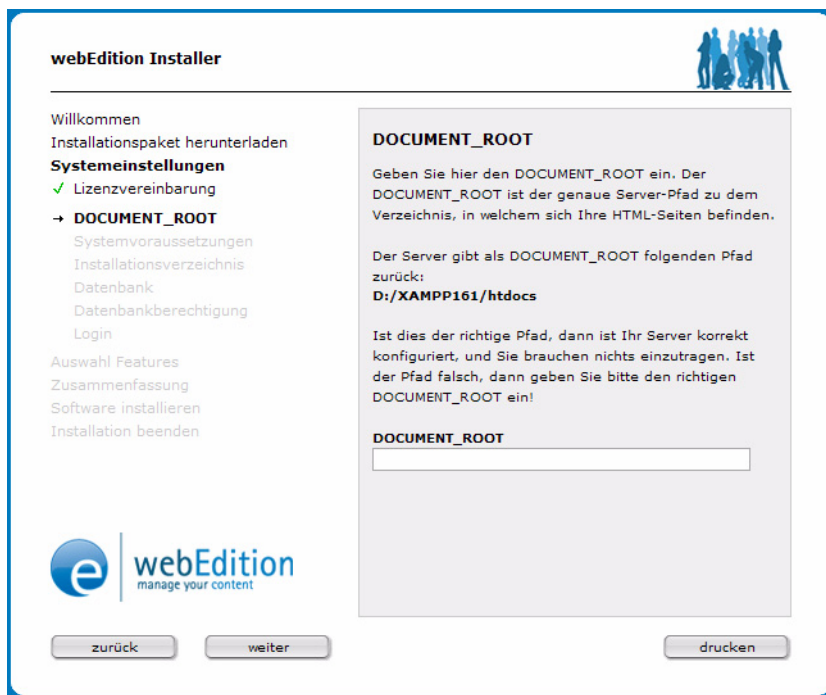 webEdition Installer
Willkommen
Installationspaket herunterladen
Systemeinstellungen
✓ Lizenzvereinbarung
→ DOCUMENT_ROOT
Systemvoraussetzungen
Installationsverzeichnis
Datenbank
Datenbankberechtigung
Login
Auswahl Features
Zusammenfassung
Software installieren
Installation beenden
DOCUMENT_ROOT
Geben Sie hier den DOCUMENT_ROOT ein. Der
DOCUMENT_ROOT ist der genaue Server-Pfad zu dem
Verzeichnis, in welchem sich Ihre HTML-Seiten befinden.
Der Server gibt als DOCUMENT_ROOT folgenden Pfad
zurück:
D:/XAMPP161/htdocs
Ist dies der richtige Pfad, dann ist Ihr Server korrekt
konfiguriert, und Sie brauchen nichts einzutragen. Ist
der Pfad falsch, dann geben Sie bitte den richtigen
DOCUMENT_ROOT ein!
DOCUMENT_ROOT
e webEdition
manage your content
zurück
weiter
drucken